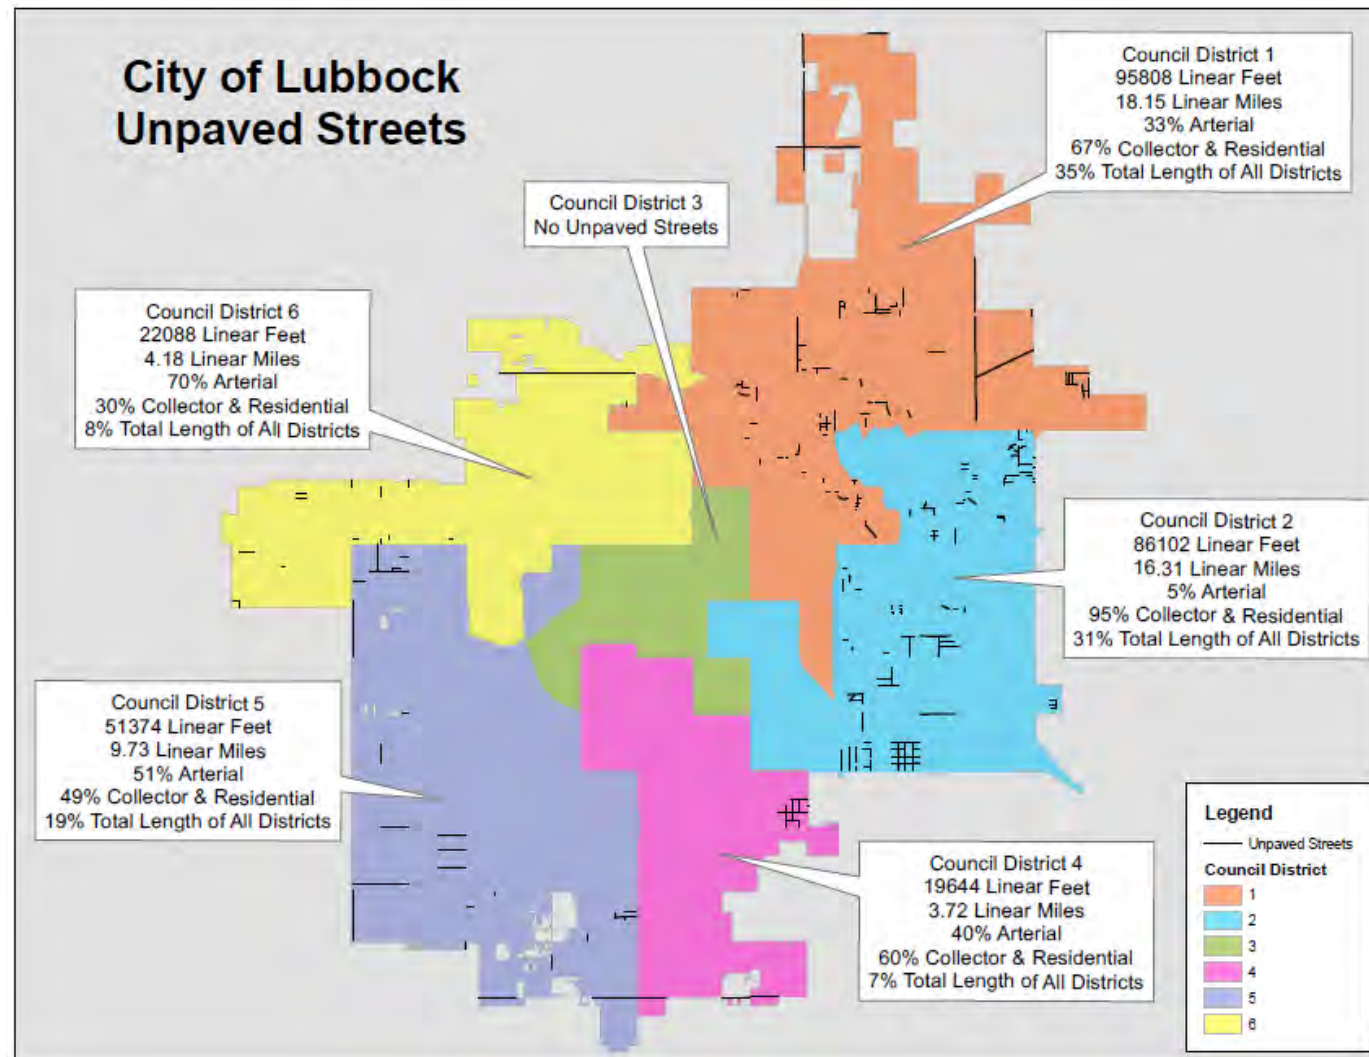 City of Lubbock
Unpaved Streets
Council District 1
95808 Linear Feet
18.15 Linear Miles
33% Arterial
67% Collector & Residential
35% Total Length of All Districts
Council District 3
No Unpaved Streets
Council District 6
22088 Linear Feet
4.18 Linear Miles
70% Arterial
30% Collector & Residential
8% Total Length of All Districts
Council District 2
86102 Linear Feet
16.31 Linear Miles
5% Arterial
95% Collector & Residential
31% Total Length of All Districts
Council District 5
51374 Linear Feet
9.73 Linear Miles
51% Arterial
49% Collector & Residential
19% Total Length of All Districts
Council District 4
19644 Linear Feet
3.72 Linear Miles
40% Arterial
60% Collector & Residential
7% Total Length of All Districts
Legend
Unpaved Streets
Council District
1
2
3
4
5
6